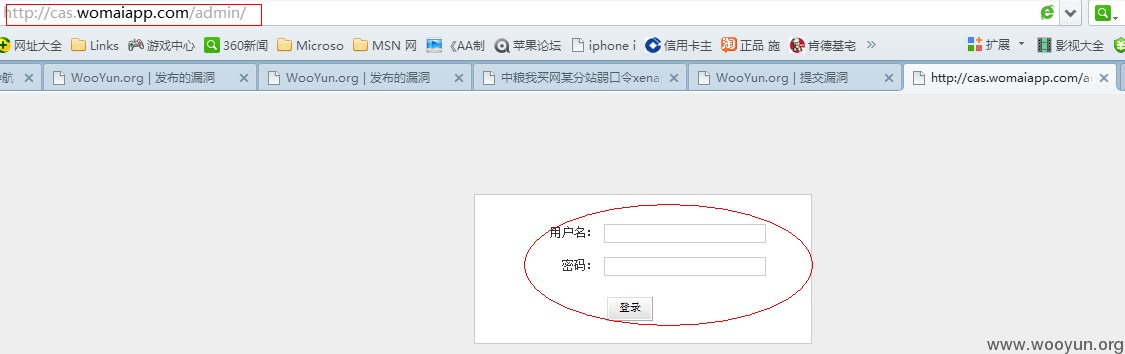 http://cas.womaiapp.com/admin/
网址大全 Links 游戏中心 360新闻 Microso MSN 网 《AA制 苹果论坛 iphone i 信用卡主 正品 施 肯德基宅 » 扩展 影视大全
航 WooYun.org | 发布的漏洞 WooYun.org | 发布的漏洞 中粮我买网某分站弱口令xenap WooYun.org | 提交漏洞 http://cas.womaiapp.com/a
用户名：
密码：
登录
www.wooyun.org